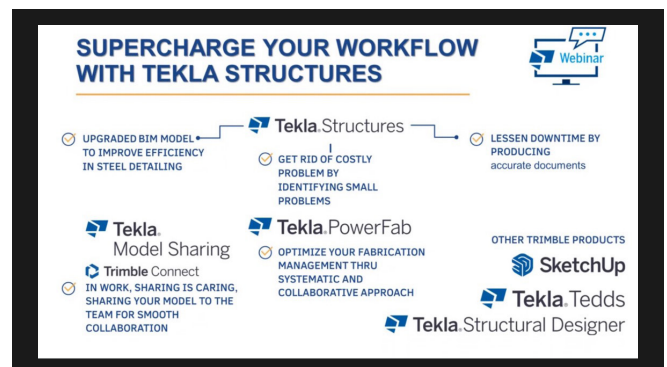 SUPERCHARGE YOUR WORKFLOW
WITH TEKLA STRUCTURES
Webinar
Tekla Structures
UPGRADED BIM MODEL
TO IMPROVE EFFICIENCY
IN STEEL DETAILING
GET RID OF COSTLY
PROBLEM BY
IDENTIFYING SMALL
PROBLEMS
LESSEN DOWNTIME BY
PRODUCING
accurate documents
Tekla
Model Sharing
Trimble Connect
IN WORK, SHARING IS CARING,
SHARING YOUR MODEL TO THE
TEAM FOR SMOOTH
COLLABORATION
Tekla PowerFab
OPTIMIZE YOUR FABRICATION
MANAGEMENT THRU
SYSTEMATIC AND
COLLABORATIVE APPROACH
OTHER TRIMBLE PRODUCTS
SketchUp
Tekla Tedds
Tekla Structural Designer